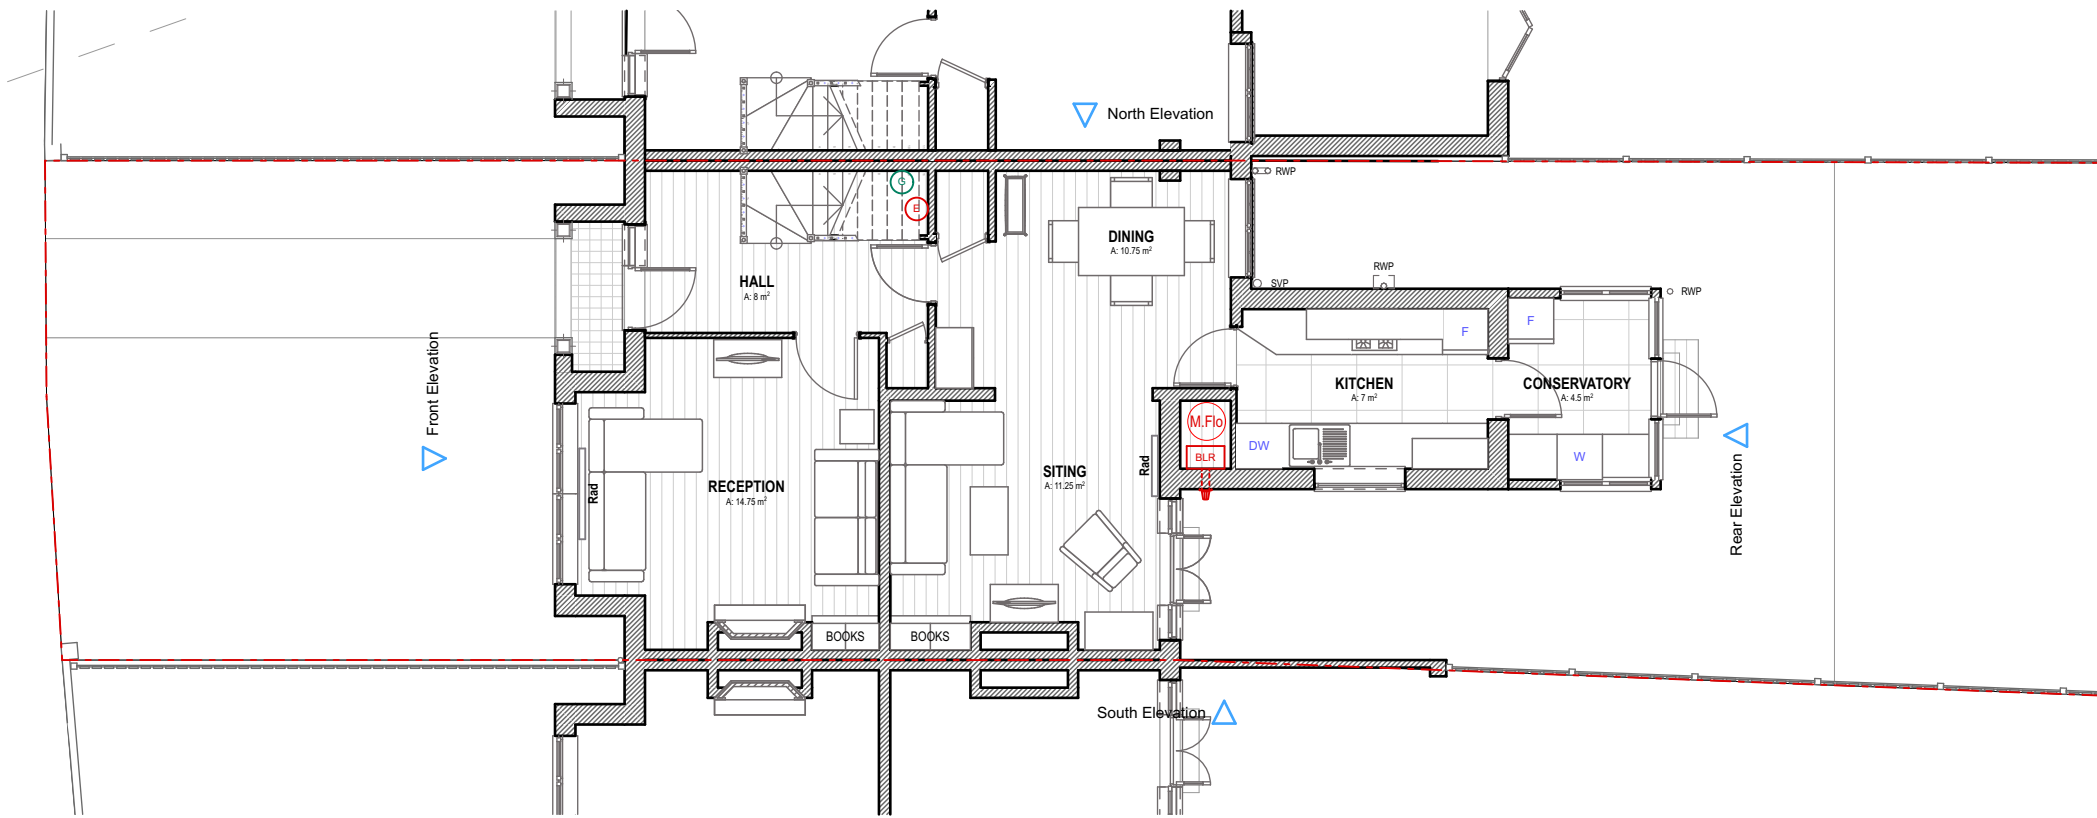 North Elevation
RWP
G
E
DINING
A: 10.75 m²
HALL
A: 8 m²
SVP
RWP
RWP
F
F
Front Elevation
KITCHEN
A: 7 m²
CONSERVATORY
A: 4.5 m²
M.Flo
BLR
DW
W
Rad
RECEPTION
A: 14.75 m²
SITING
A: 11.25 m²
Rad
Rear Elevation
BOOKS
BOOKS
South Elevation